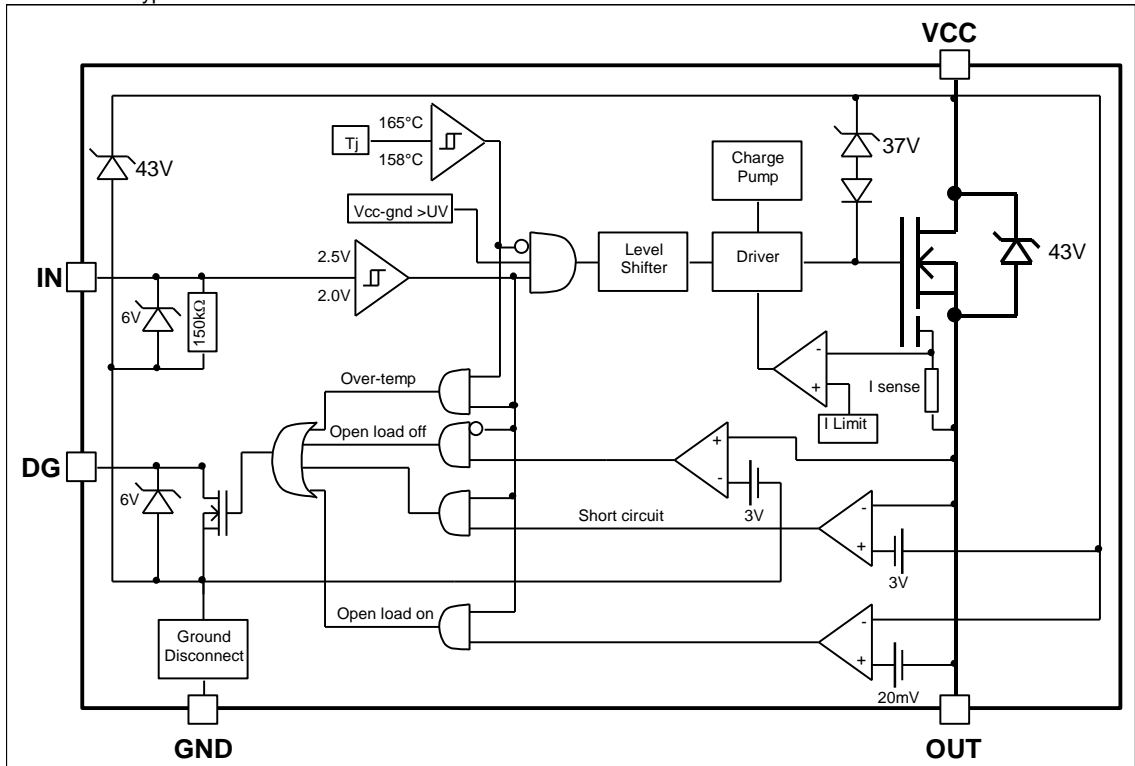 VCC
165°C
Tj
158°C
43V
37V
Charge
Pump
Vcc-gnd >UV
Level
Shifter
Driver
43V
2.5V
IN
2.0V
6V
150kΩ
-
+
I sense
I Limit
Over-temp
Open load off
+
-
3V
DG
6V
Short circuit
-
+
3V
Open load on
-
+
20mV
Ground
Disconnect
GND
OUT